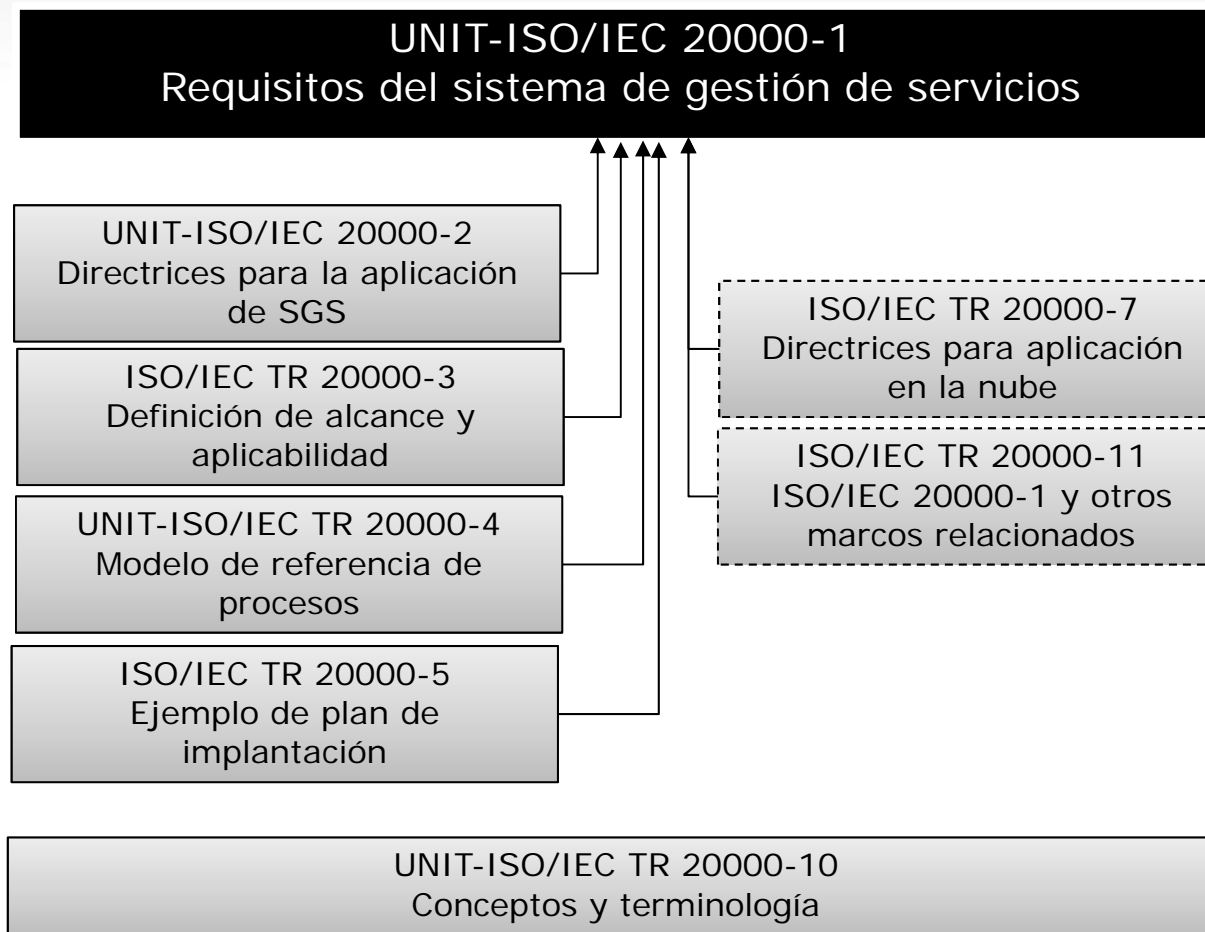 UNIT-ISO/IEC 20000-1
Requisitos del sistema de gestión de servicios
UNIT-ISO/IEC 20000-2
Directrices para la aplicación
de SGS
ISO/IEC TR 20000-3
Definición de alcance y
aplicabilidad
UNIT-ISO/IEC TR 20000-4
Modelo de referencia de
procesos
ISO/IEC TR 20000-5
Ejemplo de plan de
implantación
ISO/IEC TR 20000-7
Directrices para aplicación
en la nube
ISO/IEC TR 20000-11
ISO/IEC 20000-1 y otros
marcos relacionados
UNIT-ISO/IEC TR 20000-10
Conceptos y terminología